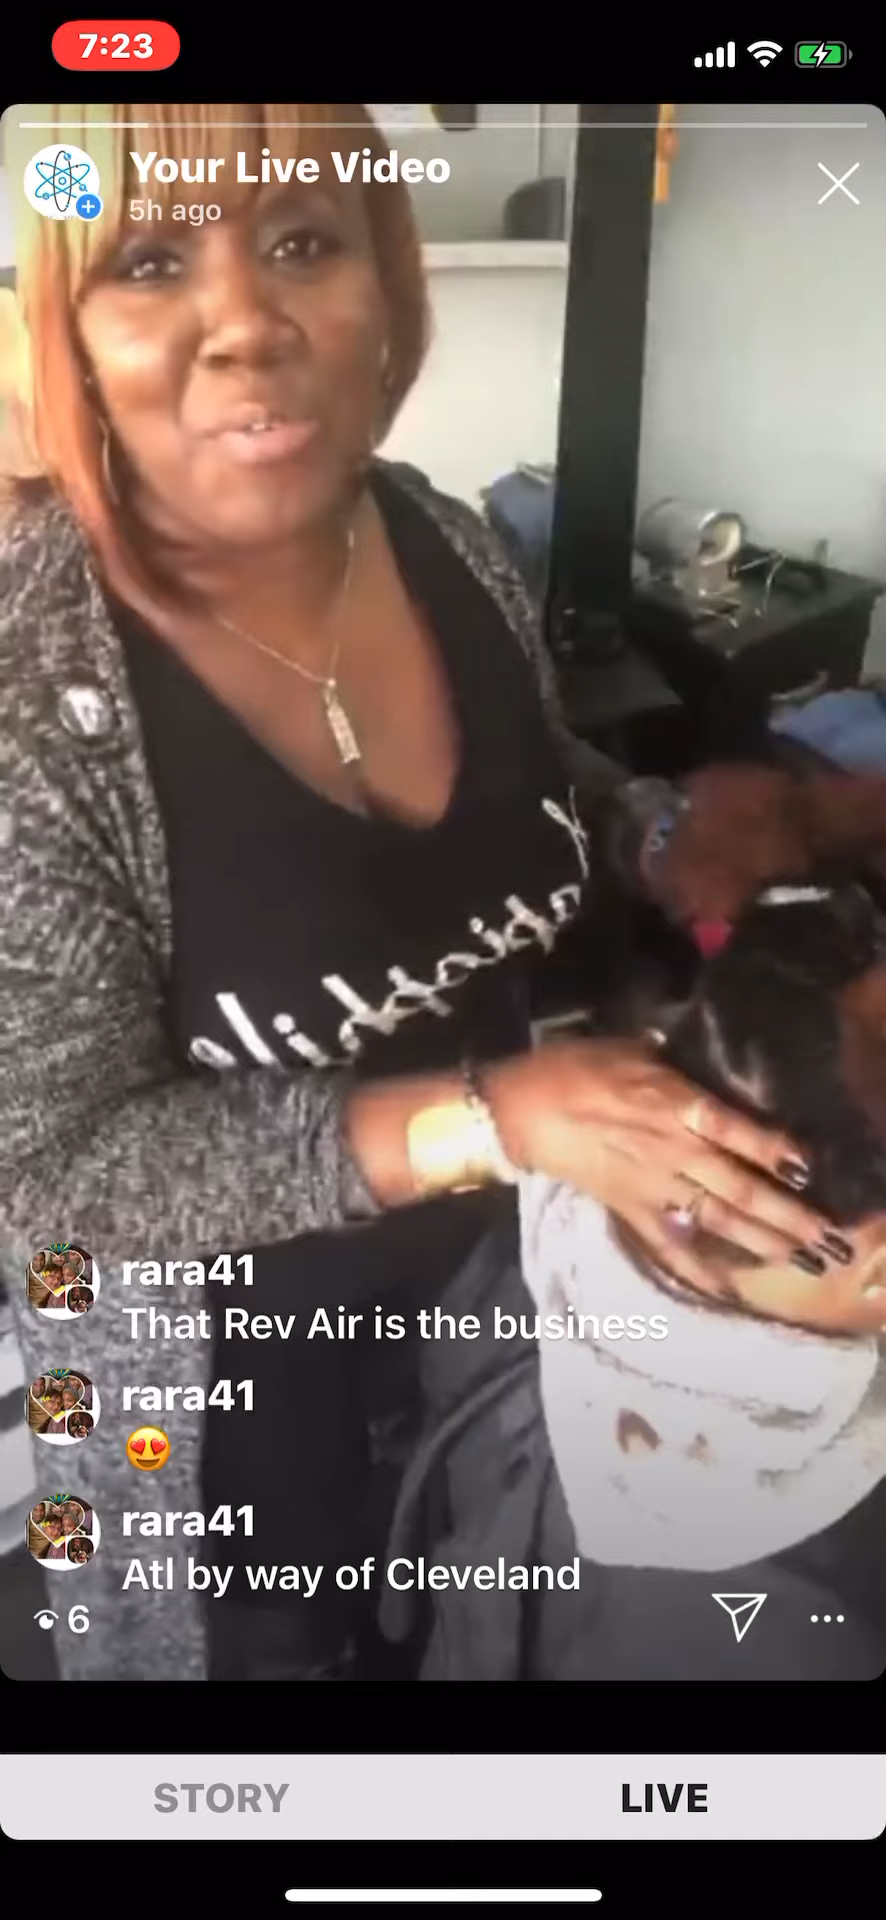 7:23
Your Live Video
5h ago
rara41
That Rev Air is the business
rara41
😍
rara41
Atl by way of Cleveland
6
STORY
LIVE